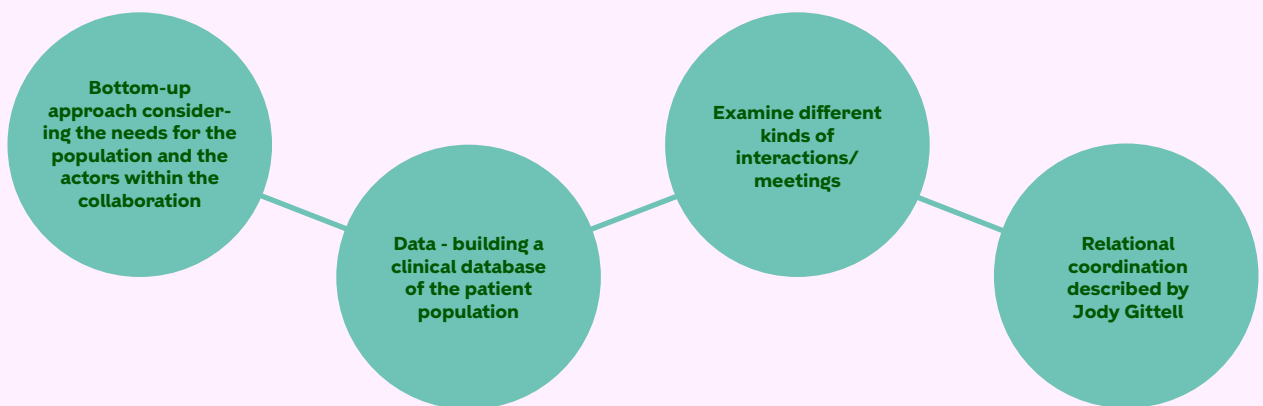 Bottom-up
approach consider-
ing the needs for the
population and the
actors within the
collaboration
Data - building a
clinical database
of the patient
population
Examine different
kinds of
interactions/
meetings
Relational
coordination
described by
Jody Gittell